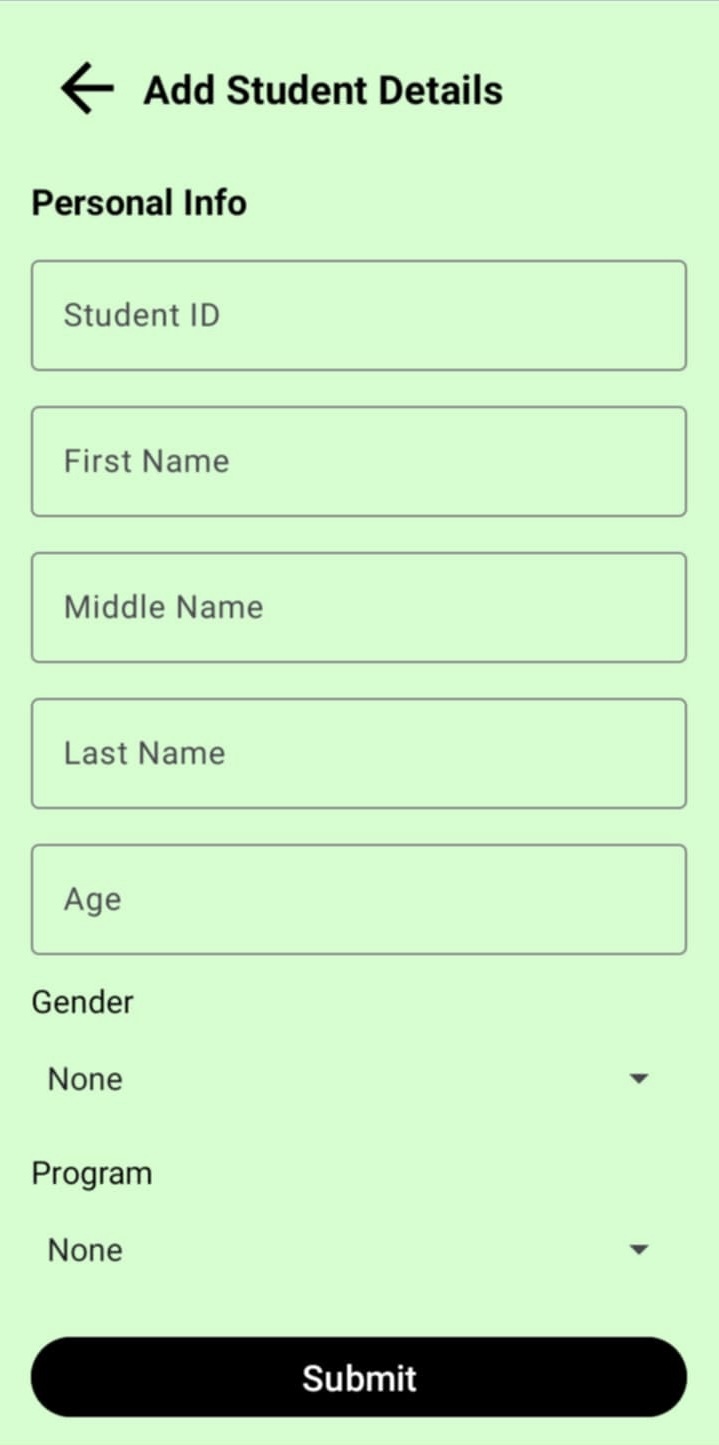 Add Student Details
Personal Info
Student ID
First Name
Middle Name
Last Name
Age
Gender
None
Program
None
Submit